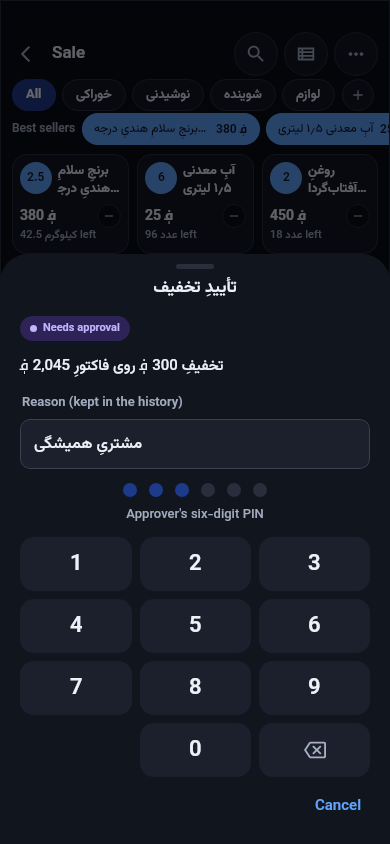 Sale
All
خوراکی
نوشیدنی
شوینده
لوازم
Best sellers
برنجِ سلام هندیِ درجه...
380 ؋
آبِ معدنی ۱٫۵ لیتری
25
2.5
برنجِ سلام
هندیِ درج...
380 ؋
42.5 کیلوگرم left
6
آبِ معدنی
۱٫۵ لیتری
25 ؋
96 عدد left
2
روغنِ
آفتاب‌گردا...
450 ؋
18 عدد left
تأییدِ تخفیف
Needs approval
تخفیفِ 300 ؋ روی فاکتورِ 2,045 ؋
Reason (kept in the history)
مشتریِ همیشگی
Approver's six-digit PIN
1 2 3
4 5 6
7 8 9
0
Cancel